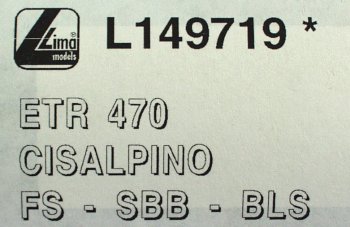 Lima®
models
L149719 *
ETR 470
CISALPINO
FS - SBB - BLS